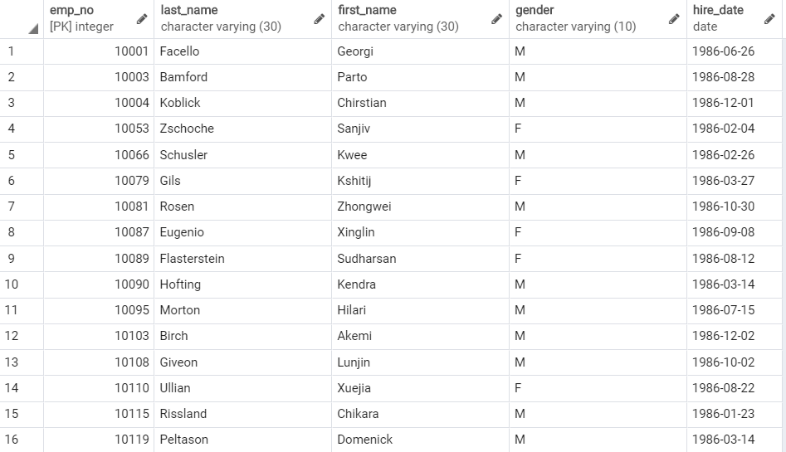 emp_no last_name first_name gender hire_date
[PK] integer character varying (30) character varying (30) character varying (10) date
1 10001 Facello Georgi M 1986-06-26
2 10003 Bamford Parto M 1986-08-28
3 10004 Koblick Chirstian M 1986-12-01
4 10053 Zschoche Sanjiv F 1986-02-04
5 10066 Schusler Kwee M 1986-02-26
6 10079 Gils Kshitij F 1986-03-27
7 10081 Rosen Zhongwei M 1986-10-30
8 10087 Eugenio Xinglin F 1986-09-08
9 10089 Flasterstein Sudharsan F 1986-08-12
10 10090 Hofting Kendra M 1986-03-14
11 10095 Morton Hilari M 1986-07-15
12 10103 Birch Akemi M 1986-12-02
13 10108 Giveon Lunjin M 1986-10-02
14 10110 Ullian Xuejia F 1986-08-22
15 10115 Rissland Chikara M 1986-01-23
16 10119 Peltason Domenick M 1986-03-14